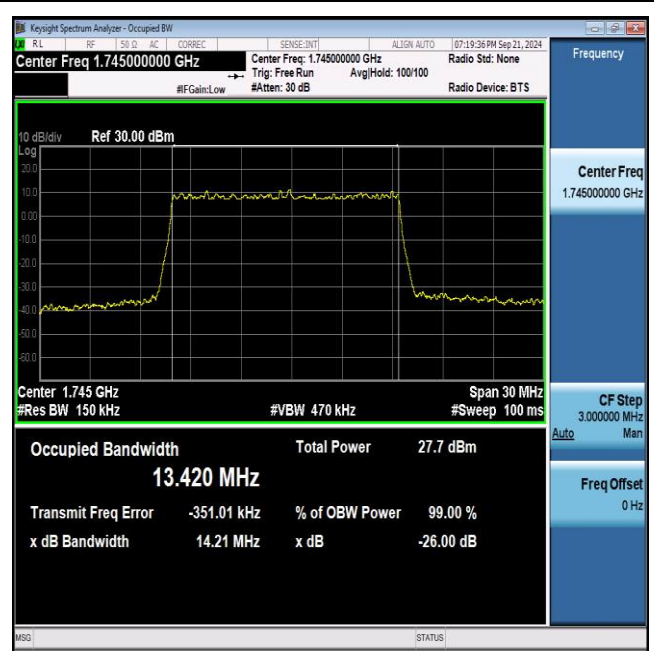 Keysight Spectrum Analyzer - Occupied BW
RL RF 50 Ω AC CORREC SENSE:INT ALIGN AUTO 07:19:36 PM Sep 21, 2024
Center Freq 1.745000000 GHz
Center Freq: 1.745000000 GHz
Radio Std: None
Trig: Free Run Avg|Hold: 100/100
#IFGain:Low #Atten: 30 dB Radio Device: BTS
10 dB/div Ref 30.00 dBm
Log
20.0
10.0
0.00
-10.0
-20.0
-30.0
-40.0
-50.0
-60.0
Center 1.745 GHz Span 30 MHz
#Res BW 150 kHz #VBW 470 kHz #Sweep 100 ms
Occupied Bandwidth Total Power 27.7 dBm
13.420 MHz
Transmit Freq Error -351.01 kHz % of OBW Power 99.00 %
x dB Bandwidth 14.21 MHz x dB -26.00 dB
Frequency
Center Freq
1.745000000 GHz
CF Step
3.000000 MHz
Auto Man
Freq Offset
0 Hz
MSG STATUS